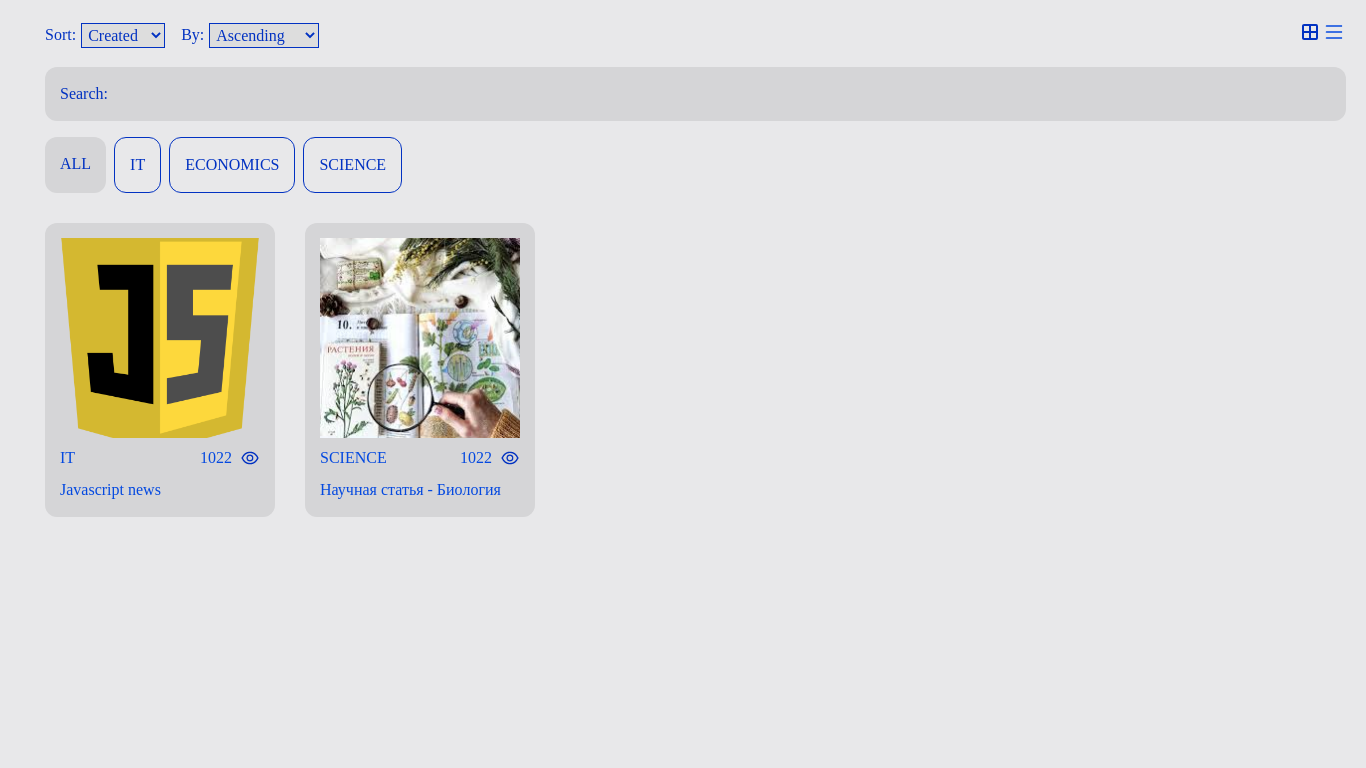 Sort: Created By: Ascending
Search:
ALL IT ECONOMICS SCIENCE
JS
10.
РАСТЕНИЯ
IT 1022 SCIENCE 1022
Javascript news Научная статья - Биология